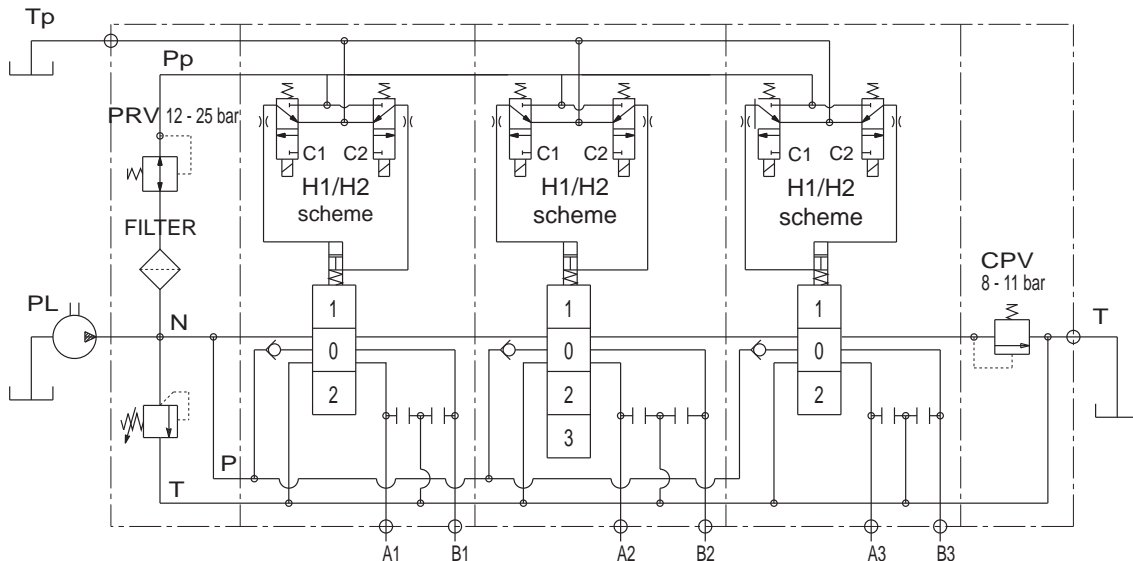 Tp
Pp
PRV 12 - 25 bar
C1 C2
C1 C2
C1 C2
H1/H2
scheme
H1/H2
scheme
H1/H2
scheme
FILTER
CPV
8 - 11 bar
PL
N
T
1
0
2
1
0
2
3
1
0
2
P
T
A1
B1
A2
B2
A3
B3